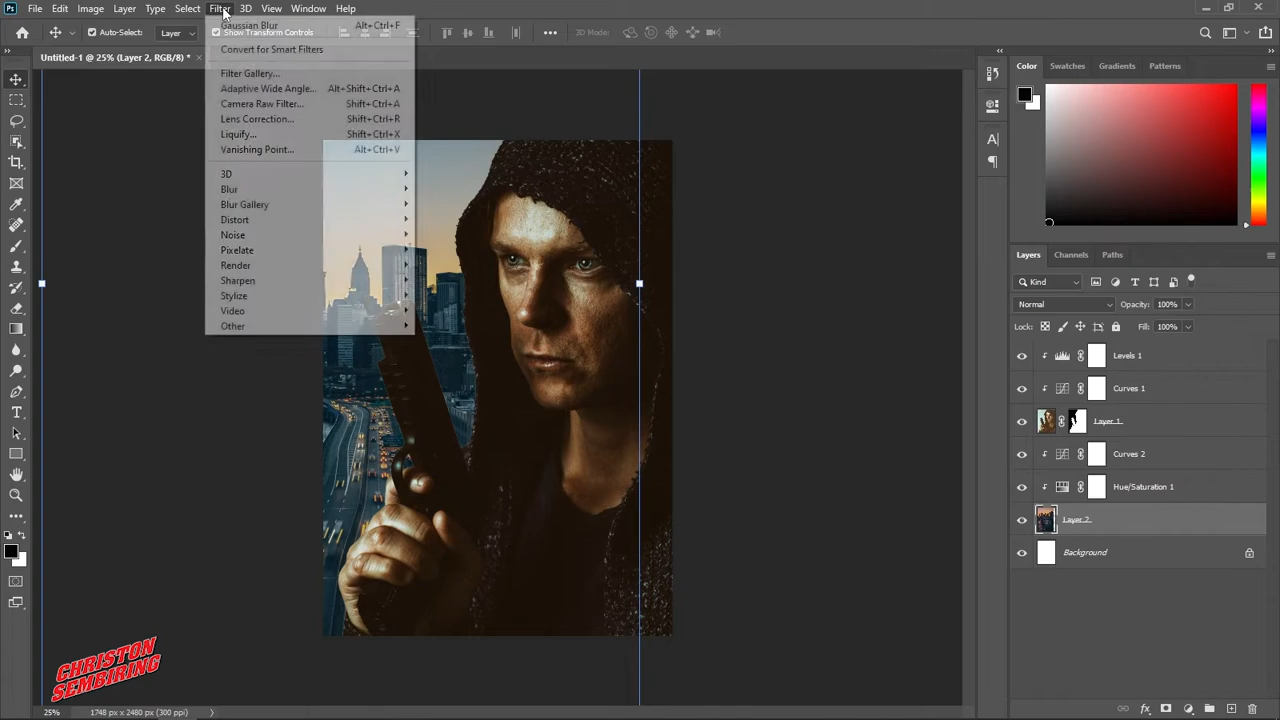 File Edit Image Layer Type Select Filter 3D View Window Help
Auto-Select: Layer Show Transform Controls 3D Mode:
Untitled-1 @ 25% (Layer 2, RGB/8) *
Gaussian Blur Alt+Ctrl+F
Convert for Smart Filters
Filter Gallery...
Adaptive Wide Angle... Alt+Shift+Ctrl+A
Camera Raw Filter... Shift+Ctrl+A
Lens Correction... Shift+Ctrl+R
Liquify... Shift+Ctrl+X
Vanishing Point... Alt+Ctrl+V
3D
Blur
Blur Gallery
Distort
Noise
Pixelate
Render
Sharpen
Stylize
Video
Other
Color Swatches Gradients Patterns
Layers Channels Paths
Kind
Normal Opacity: 100%
Lock: Fill: 100%
Levels 1
Curves 1
Layer 1
Curves 2
Hue/Saturation 1
Layer 2
Background
CHRISTON
SEMBIRING
25% 1748 px x 2480 px (300 ppi)